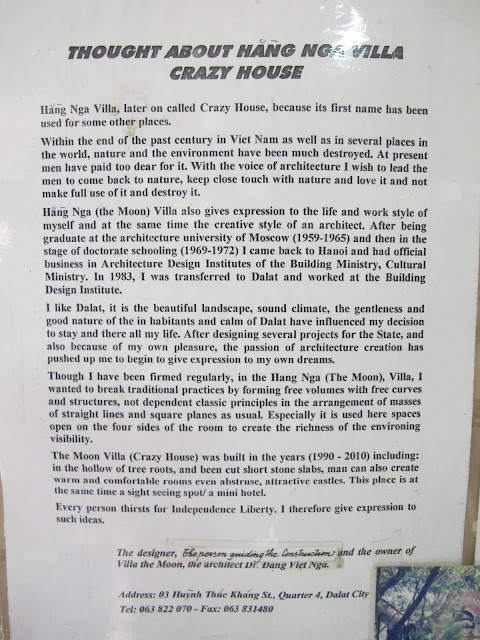 THOUGHT ABOUT HẰNG NGA VILLA
CRAZY HOUSE
Hằng Nga Villa, later on called Crazy House, because its first name has been
used for some other places.
Within the end of the past century in Viet Nam as well as in several places in
the world, nature and the environment have been much destroyed. At present
men have paid too dear for it. With the voice of architecture I wish to lead the
men to come back to nature, keep close touch with nature and love it and not
make full use of it and destroy it.
Hằng Nga (the Moon) Villa also gives expression to the life and work style of
myself and at the same time the creative style of an architect. After being
graduate at the architecture university of Moscow (1959-1965) and then in the
stage of doctorate schooling (1969-1972) I came back to Hanoi and had official
business in Architecture Design Institutes of the Building Ministry, Cultural
Ministry. In 1983, I was transferred to Dalat and worked at the Building
Design Institute.
I like Dalat, it is the beautiful landscape, sound climate, the gentleness and
good nature of the in habitants and calm of Dalat have influenced my decision
to stay and there all my life. After designing several projects for the State, and
also because of my own pleasure, the passion of architecture creation has
pushed up me to begin to give expression to my own dreams.
Though I have been firmed regularly, in the Hang Nga (The Moon), Villa, I
wanted to break traditional practices by forming free volumes with free curves
and structures, not dependent classic principles in the arrangement of masses
of straight lines and square planes as usual. Especially it is used here spaces
open on the four sides of the room to create the richness of the environing
visibility.
The Moon Villa (Crazy House) was built in the years (1990 - 2010) including:
in the hollow of tree roots, and been cut short stone slabs, man can also create
warm and comfortable rooms even abstruse, attractive castles. This place is at
the same time a sight seeing spot/ a mini hotel.
Every person thirsts for Independence Liberty. I therefore give expression to
such ideas.
The designer, the person guiding the Construction and the owner of
Villa the Moon, the architect Dr. Đặng Việt Nga.
Address: 03 Huỳnh Thúc Kháng St., Quarter 4, Dalat City
Tel: 063 822 070 - Fax: 063 831480